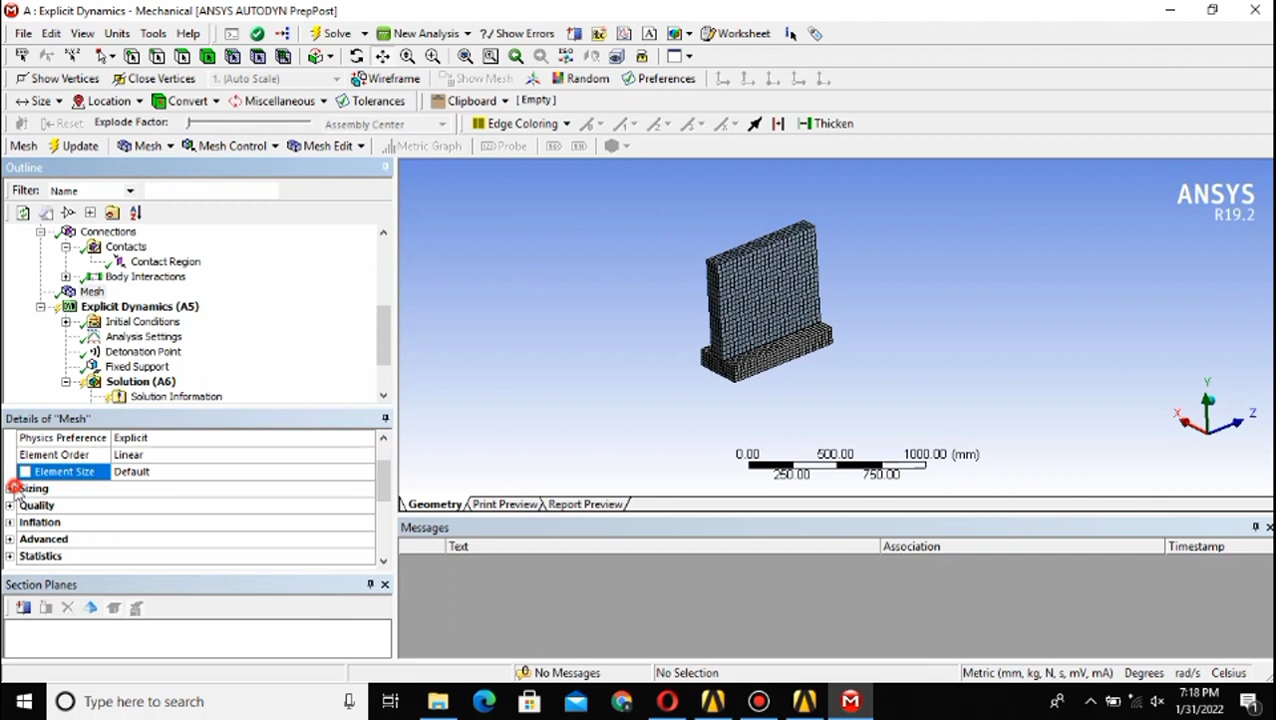 A : Explicit Dynamics - Mechanical [ANSYS AUTODYN PrepPost]
File Edit View Units Tools Help Solve New Analysis ?/ Show Errors A Worksheet
Show Vertices Close Vertices 1. (Auto Scale) Wireframe Show Mesh Random Preferences
Size Location Convert Miscellaneous Tolerances Clipboard [Empty]
Reset Explode Factor: Assembly Center Edge Coloring Thicken
Mesh Update Mesh Mesh Control Mesh Edit Metric Graph Probe
Outline
Filter: Name
Connections
Contacts
Contact Region
Body Interactions
Mesh
Explicit Dynamics (A5)
Initial Conditions
Analysis Settings
Detonation Point
Fixed Support
Solution (A6)
Solution Information
Details of "Mesh"
Physics Preference Explicit
Element Order Linear
Element Size Default
Sizing
Quality
Inflation
Advanced
Statistics
Section Planes
ANSYS
R19.2
Y
X
Z
0.00 500.00 1000.00 (mm)
250.00 750.00
Geometry Print Preview Report Preview
Messages
Text Association Timestamp
No Messages No Selection Metric (mm, kg, N, s, mV, mA) Degrees rad/s Celsius
Type here to search
7:18 PM
1/31/2022